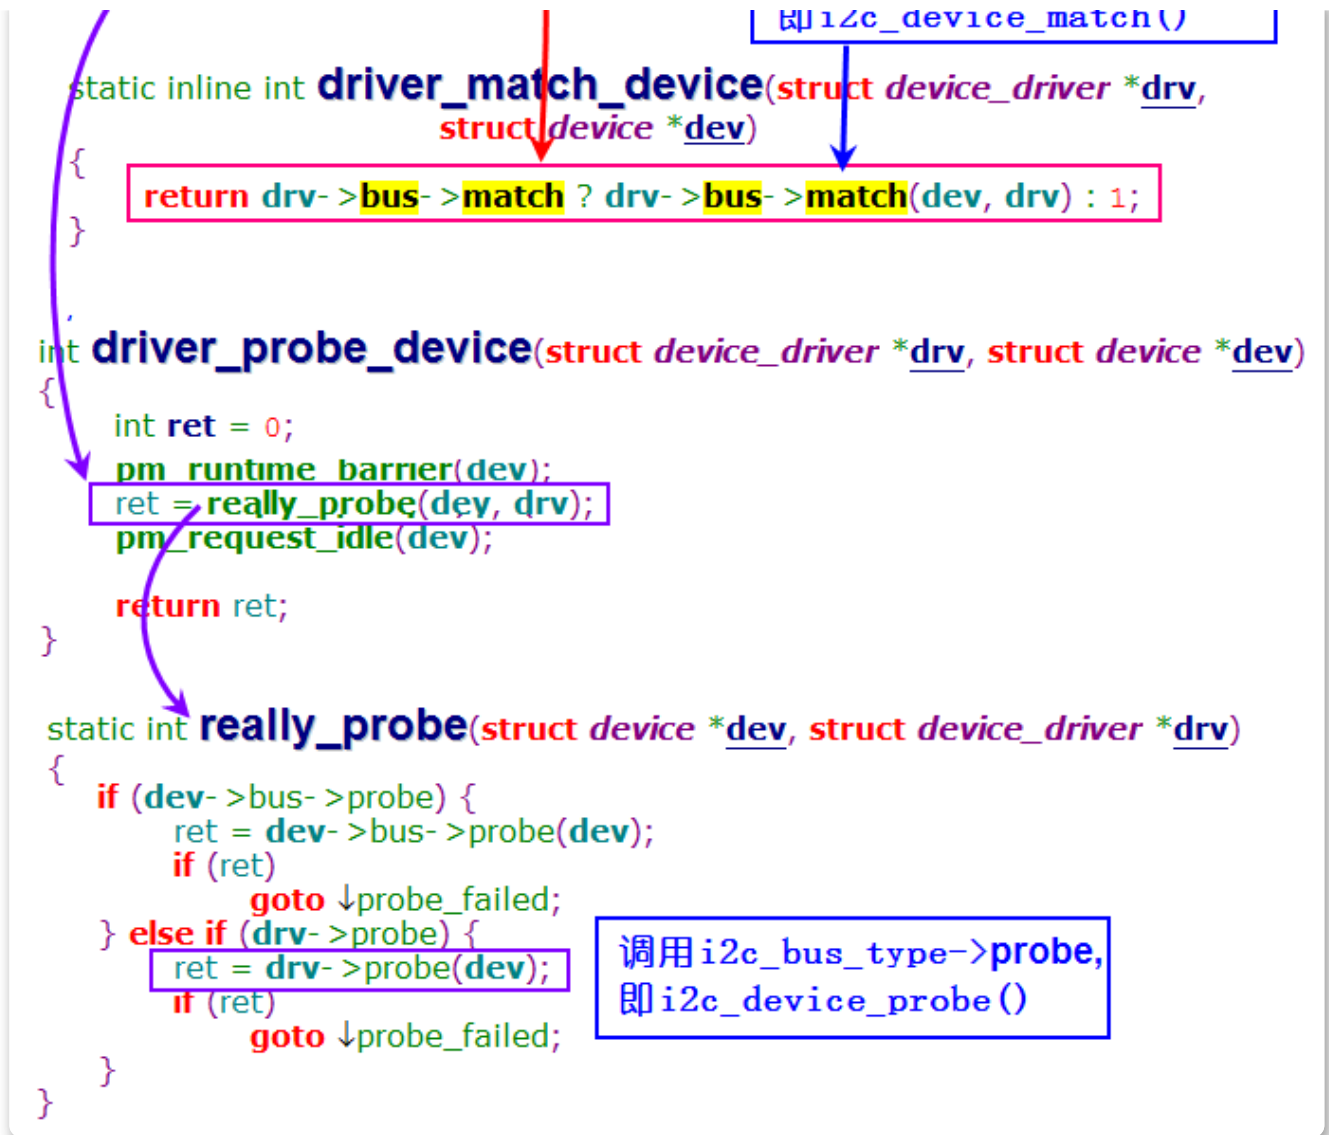 即i2c_device_match()
static inline int driver_match_device(struct device_driver *drv,
struct device *dev)
{
return drv->bus->match ? drv->bus->match(dev, drv) : 1;
}
int driver_probe_device(struct device_driver *drv, struct device *dev)
{
int ret = 0;
pm_runtime_barrier(dev);
ret = really_probe(dev, drv);
pm_request_idle(dev);
return ret;
}
static int really_probe(struct device *dev, struct device_driver *drv)
{
if (dev->bus->probe) {
ret = dev->bus->probe(dev);
if (ret)
goto ↓probe_failed;
} else if (drv->probe) {
ret = drv->probe(dev);
if (ret)
goto ↓probe_failed;
}
}
调用i2c_bus_type->probe,
即i2c_device_probe()